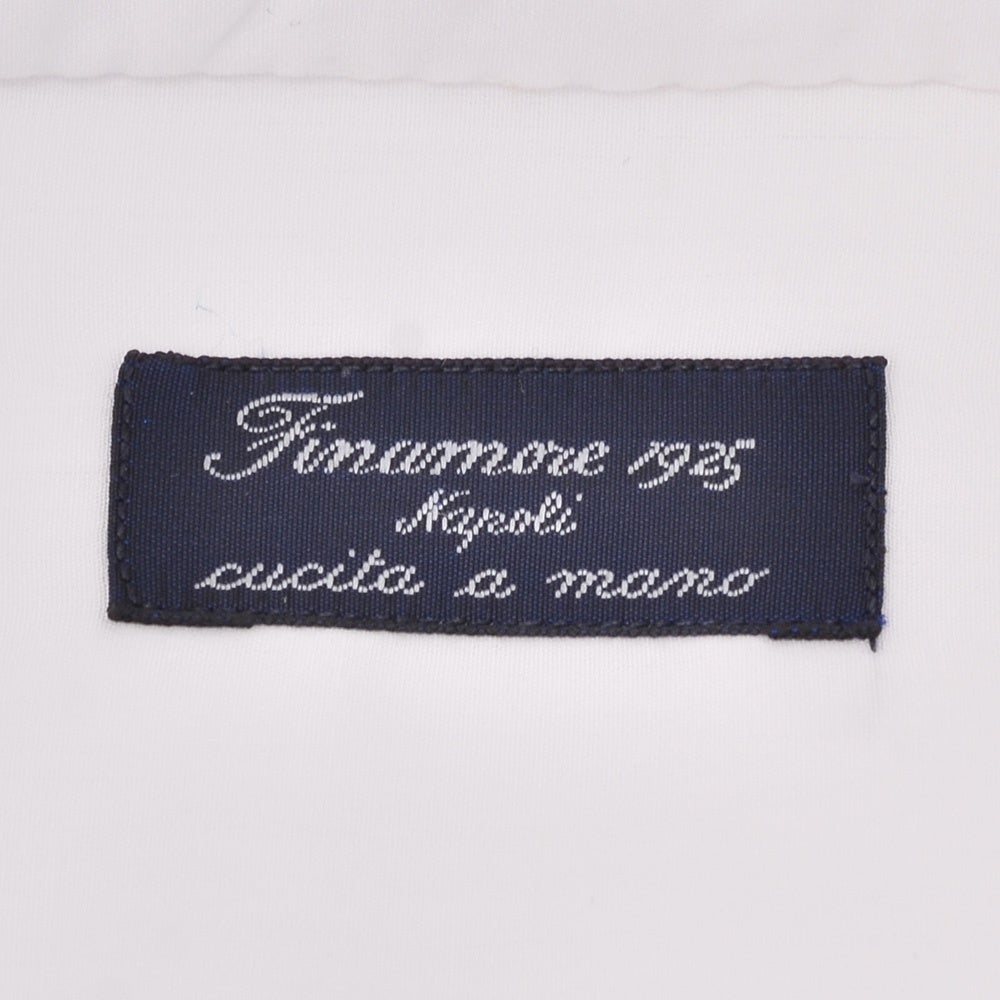 Finamore 1925
Napoli
cucita a mano